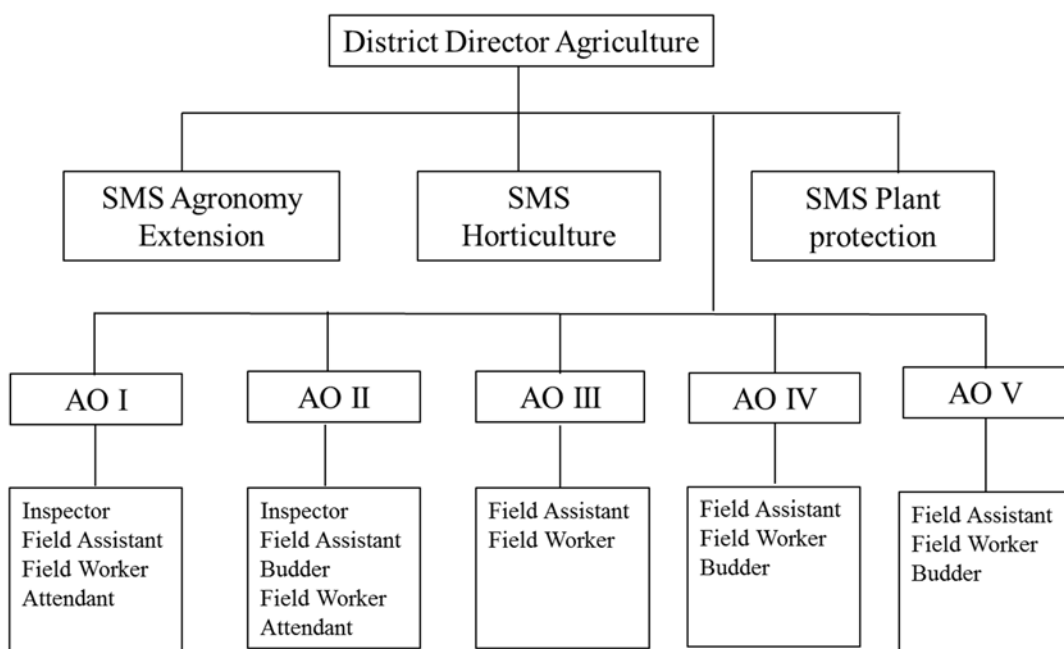 District Director Agriculture
SMS Agronomy
Extension
SMS
Horticulture
SMS Plant
protection
AO I
AO II
AO III
AO IV
AO V
Inspector
Field Assistant
Field Worker
Attendant
Inspector
Field Assistant
Budder
Field Worker
Attendant
Field Assistant
Field Worker
Field Assistant
Field Worker
Budder
Field Assistant
Field Worker
Budder